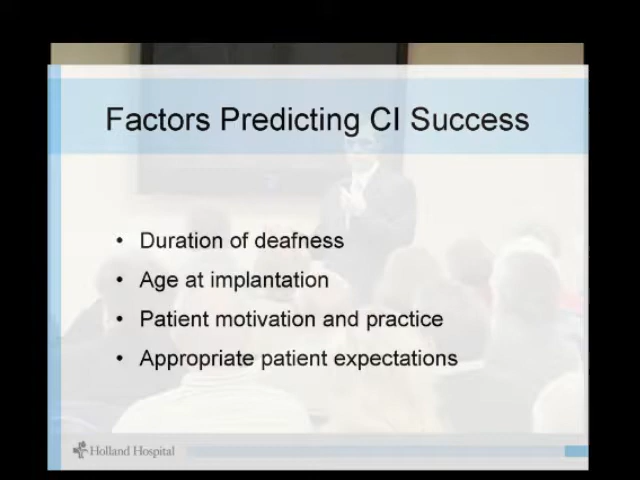 Factors Predicting CI Success
• Duration of deafness
• Age at implantation
• Patient motivation and practice
• Appropriate patient expectations
Holland Hospital